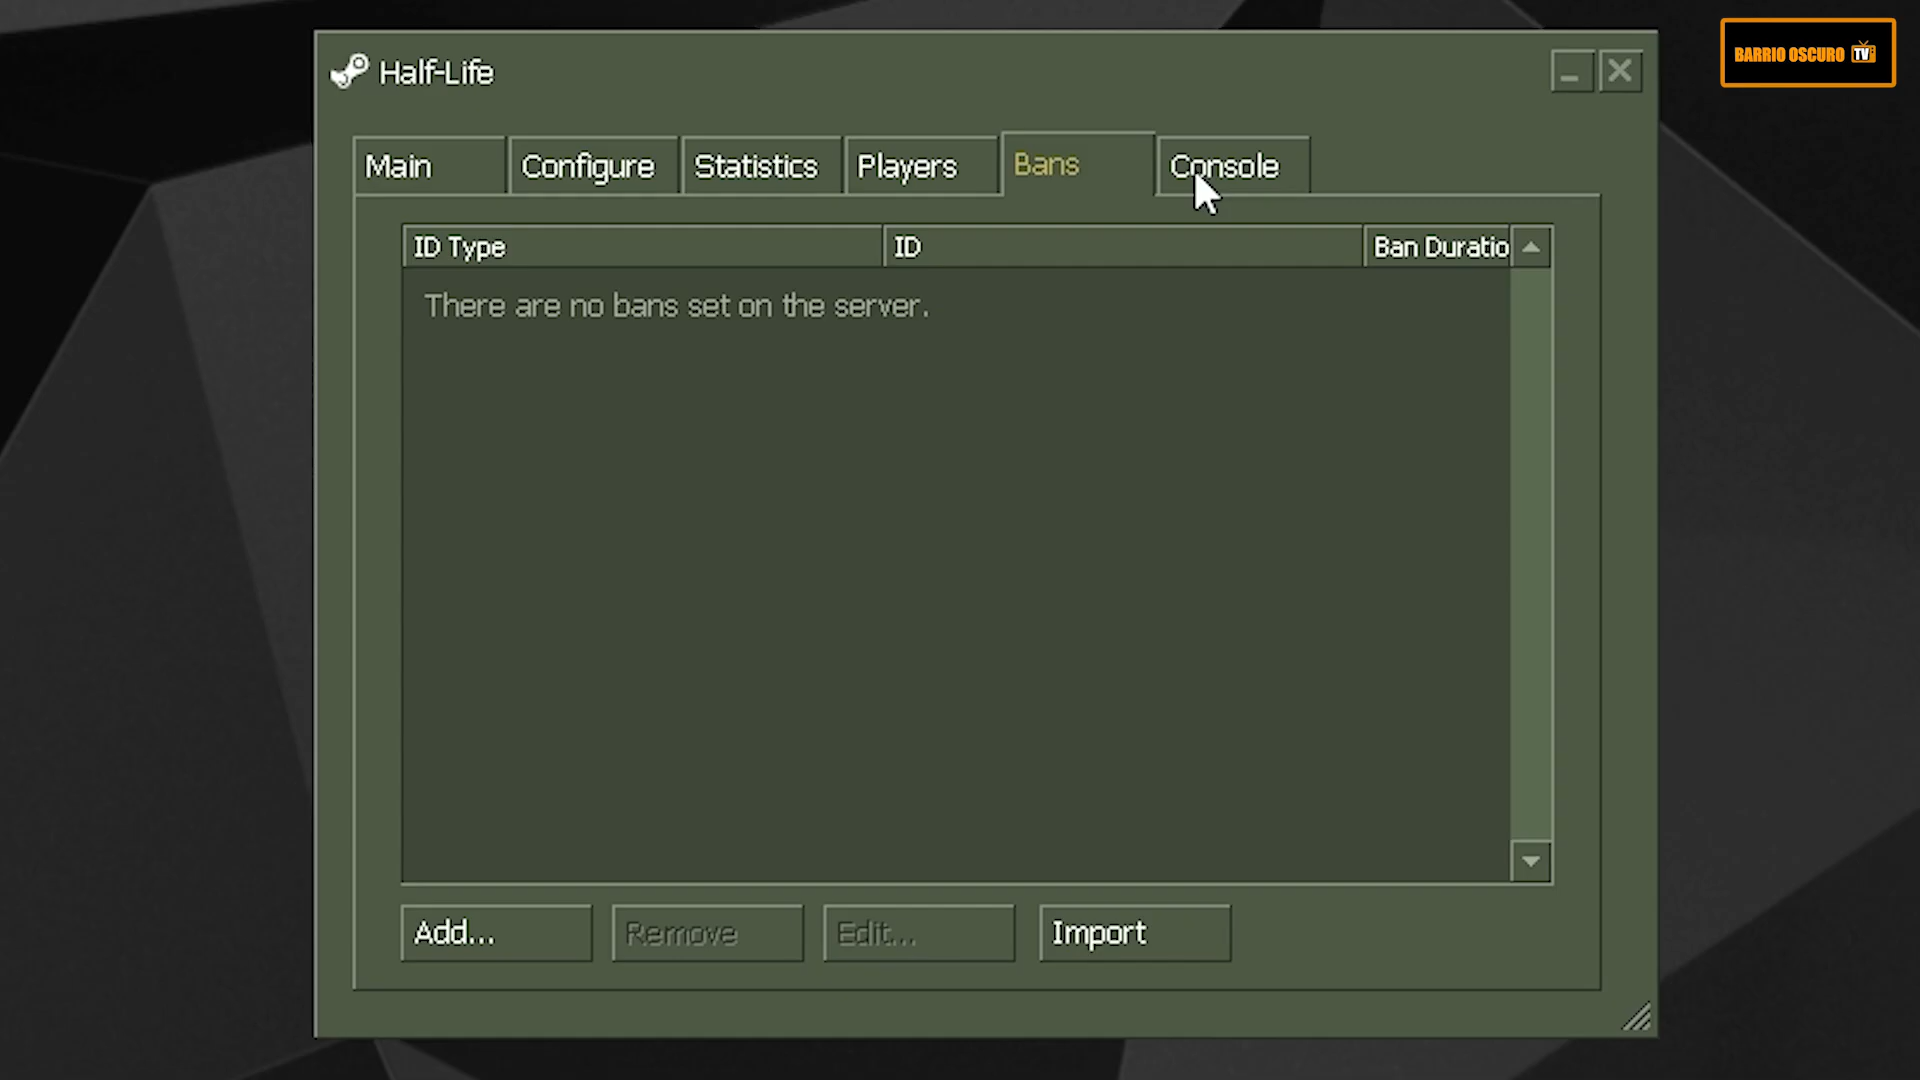 BARRIO OSCURO TV
Half-Life
Main Configure Statistics Players Bans Console
ID Type ID Ban Duratio
There are no bans set on the server.
Add... Remove Edit... Import